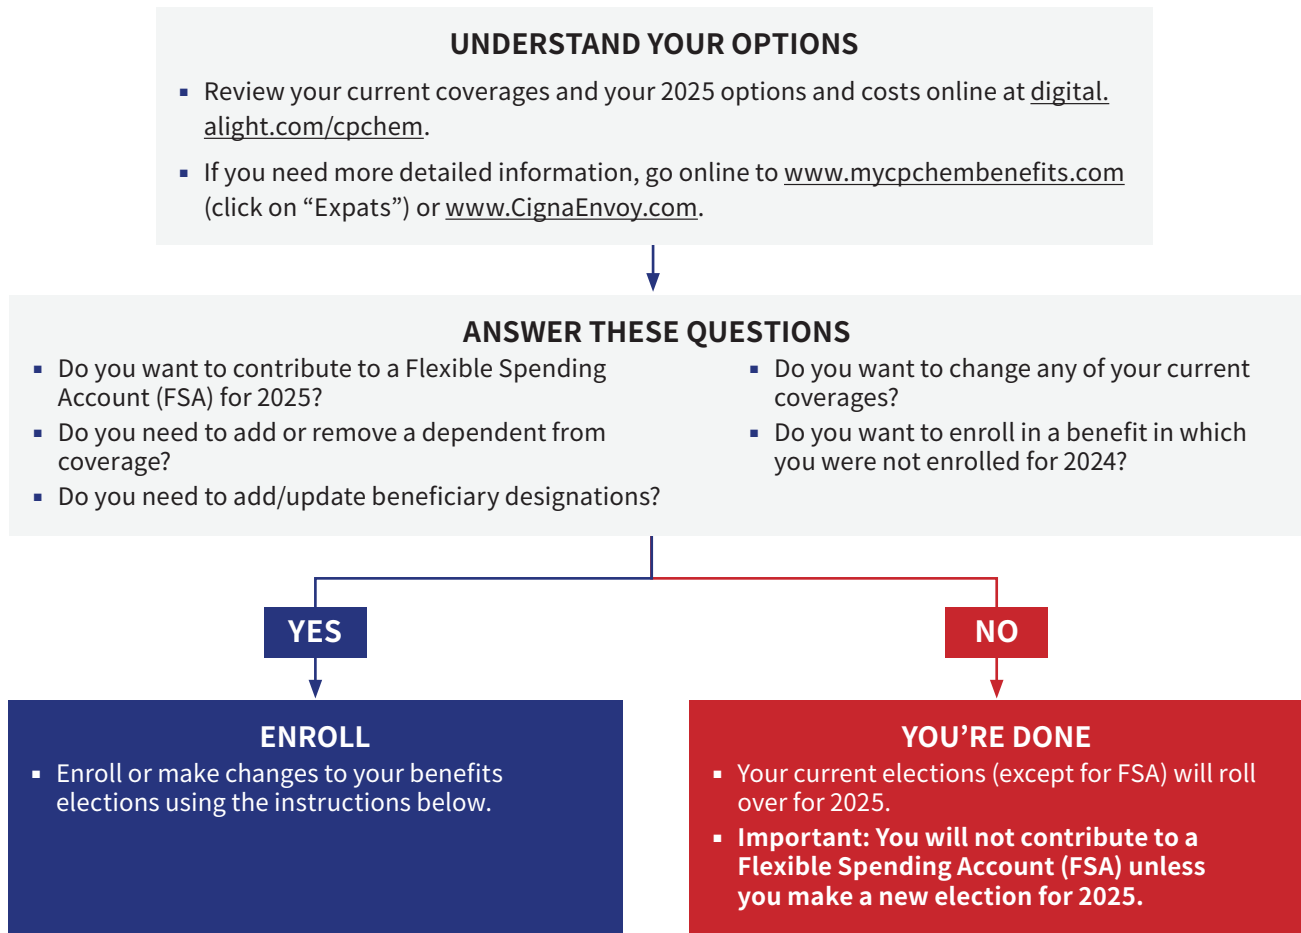 UNDERSTAND YOUR OPTIONS
▪ Review your current coverages and your 2025 options and costs online at digital.
alight.com/cpchem.
▪ If you need more detailed information, go online to www.mycpchembenefits.com
(click on “Expats”) or www.CignaEnvoy.com.
ANSWER THESE QUESTIONS
▪ Do you want to contribute to a Flexible Spending
Account (FSA) for 2025?
▪ Do you need to add or remove a dependent from
coverage?
▪ Do you need to add/update beneficiary designations?
▪ Do you want to change any of your current
coverages?
▪ Do you want to enroll in a benefit in which
you were not enrolled for 2024?
YES
NO
ENROLL
▪ Enroll or make changes to your benefits
elections using the instructions below.
YOU’RE DONE
▪ Your current elections (except for FSA) will roll
over for 2025.
▪ Important: You will not contribute to a
Flexible Spending Account (FSA) unless
you make a new election for 2025.